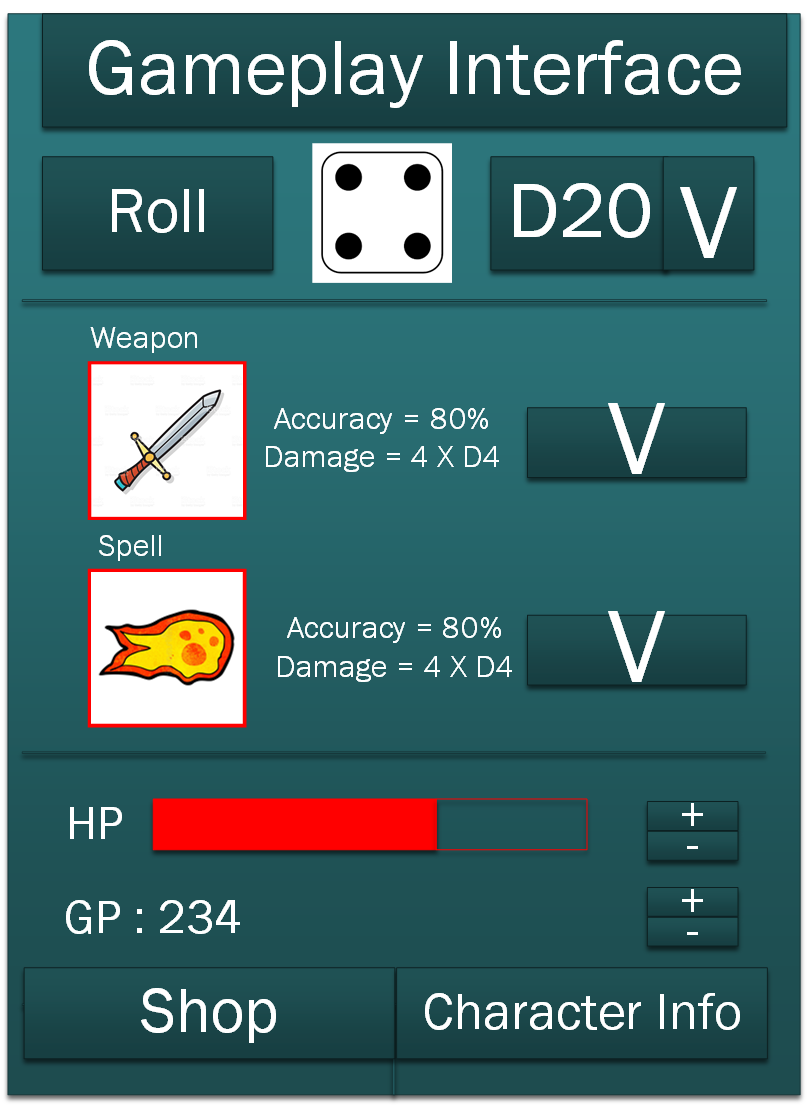 Gameplay Interface
Roll
D20 V
Weapon
Accuracy = 80%
Damage = 4 X D4
V
Spell
Accuracy = 80%
Damage = 4 X D4
V
HP
+
-
GP : 234
+
-
Shop
Character Info